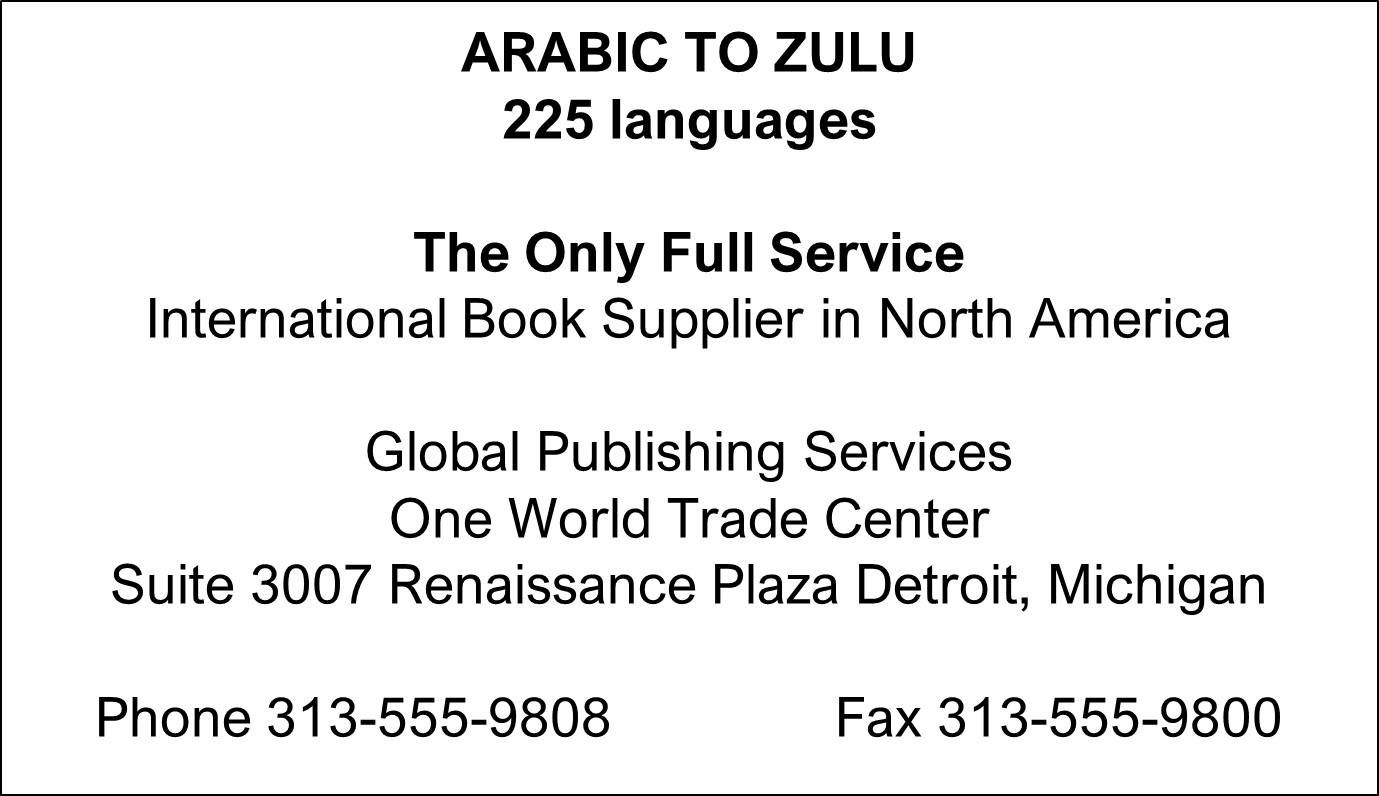 ARABIC TO ZULU
225 languages
The Only Full Service
International Book Supplier in North America
Global Publishing Services
One World Trade Center
Suite 3007 Renaissance Plaza Detroit, Michigan
Phone 313-555-9808 Fax 313-555-9800